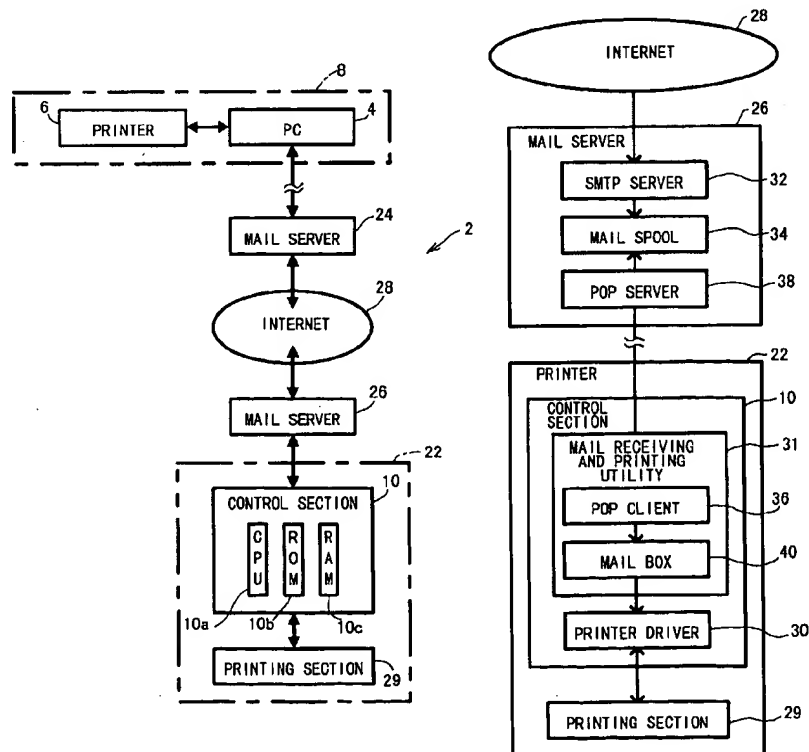 8
6
PRINTER
PC
4
24
MAIL SERVER
2
28
INTERNET
26
MAIL SERVER
22
10
CONTROL SECTION
CPU
ROM
RAM
10a
10b
10c
PRINTING SECTION
29
28
INTERNET
26
MAIL SERVER
SMTP SERVER
32
MAIL SPOOL
34
POP SERVER
38
22
PRINTER
10
CONTROL
SECTION
31
MAIL RECEIVING
AND PRINTING
UTILITY
36
POP CLIENT
MAIL BOX
40
PRINTER DRIVER
30
PRINTING SECTION
29